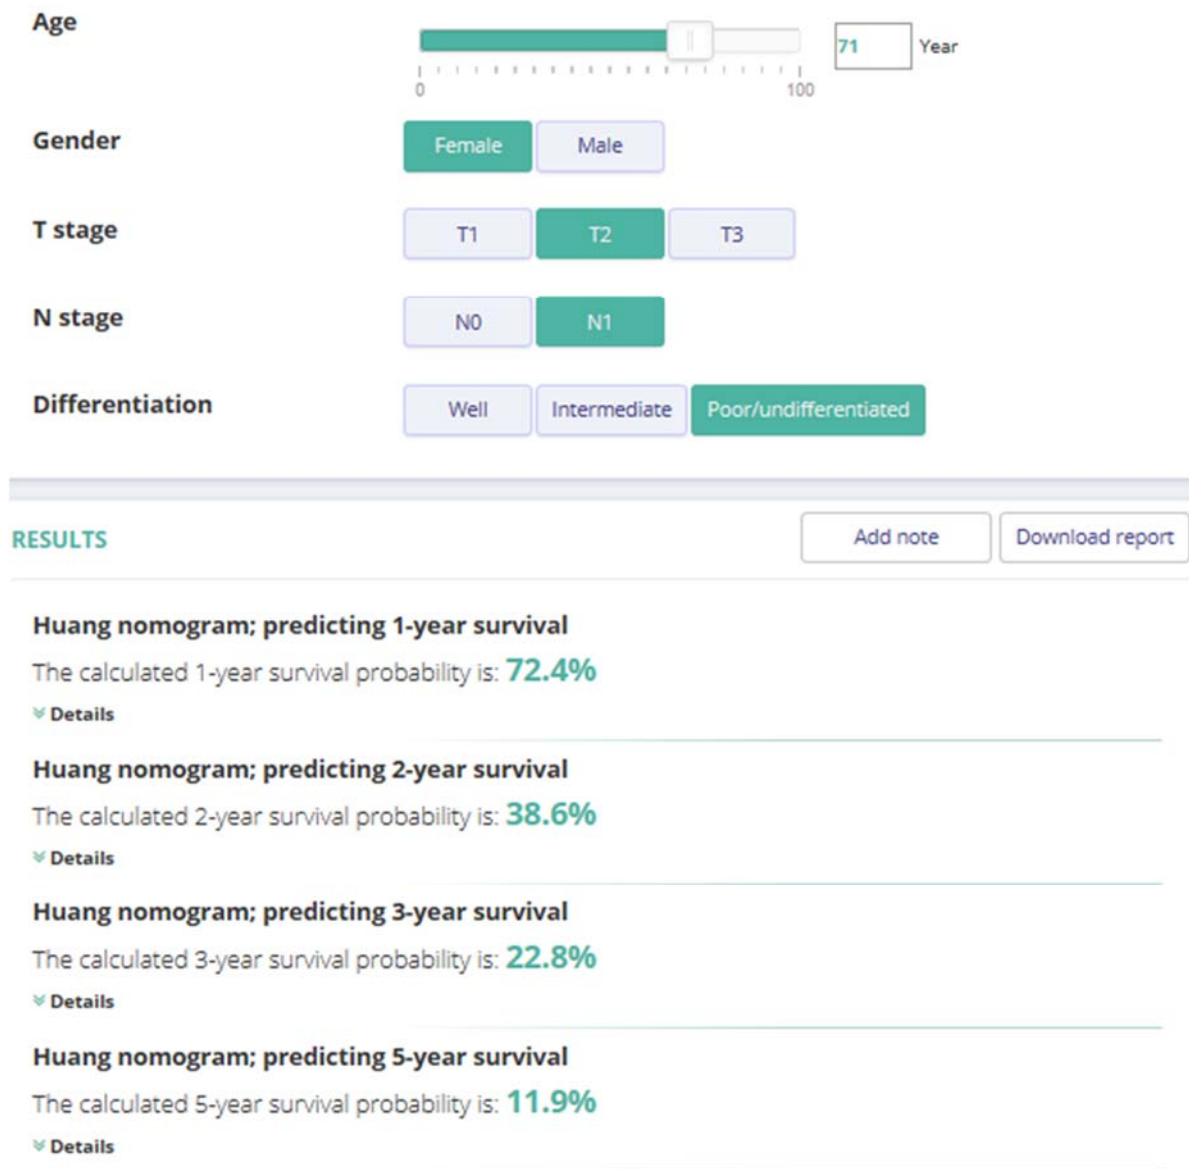 Age
71 Year
0 100
Gender
Female Male
T stage
T1 T2 T3
N stage
N0 N1
Differentiation
Well Intermediate Poor/undifferentiated
RESULTS
Add note Download report
Huang nomogram; predicting 1-year survival
The calculated 1-year survival probability is: 72.4%
Details
Huang nomogram; predicting 2-year survival
The calculated 2-year survival probability is: 38.6%
Details
Huang nomogram; predicting 3-year survival
The calculated 3-year survival probability is: 22.8%
Details
Huang nomogram; predicting 5-year survival
The calculated 5-year survival probability is: 11.9%
Details